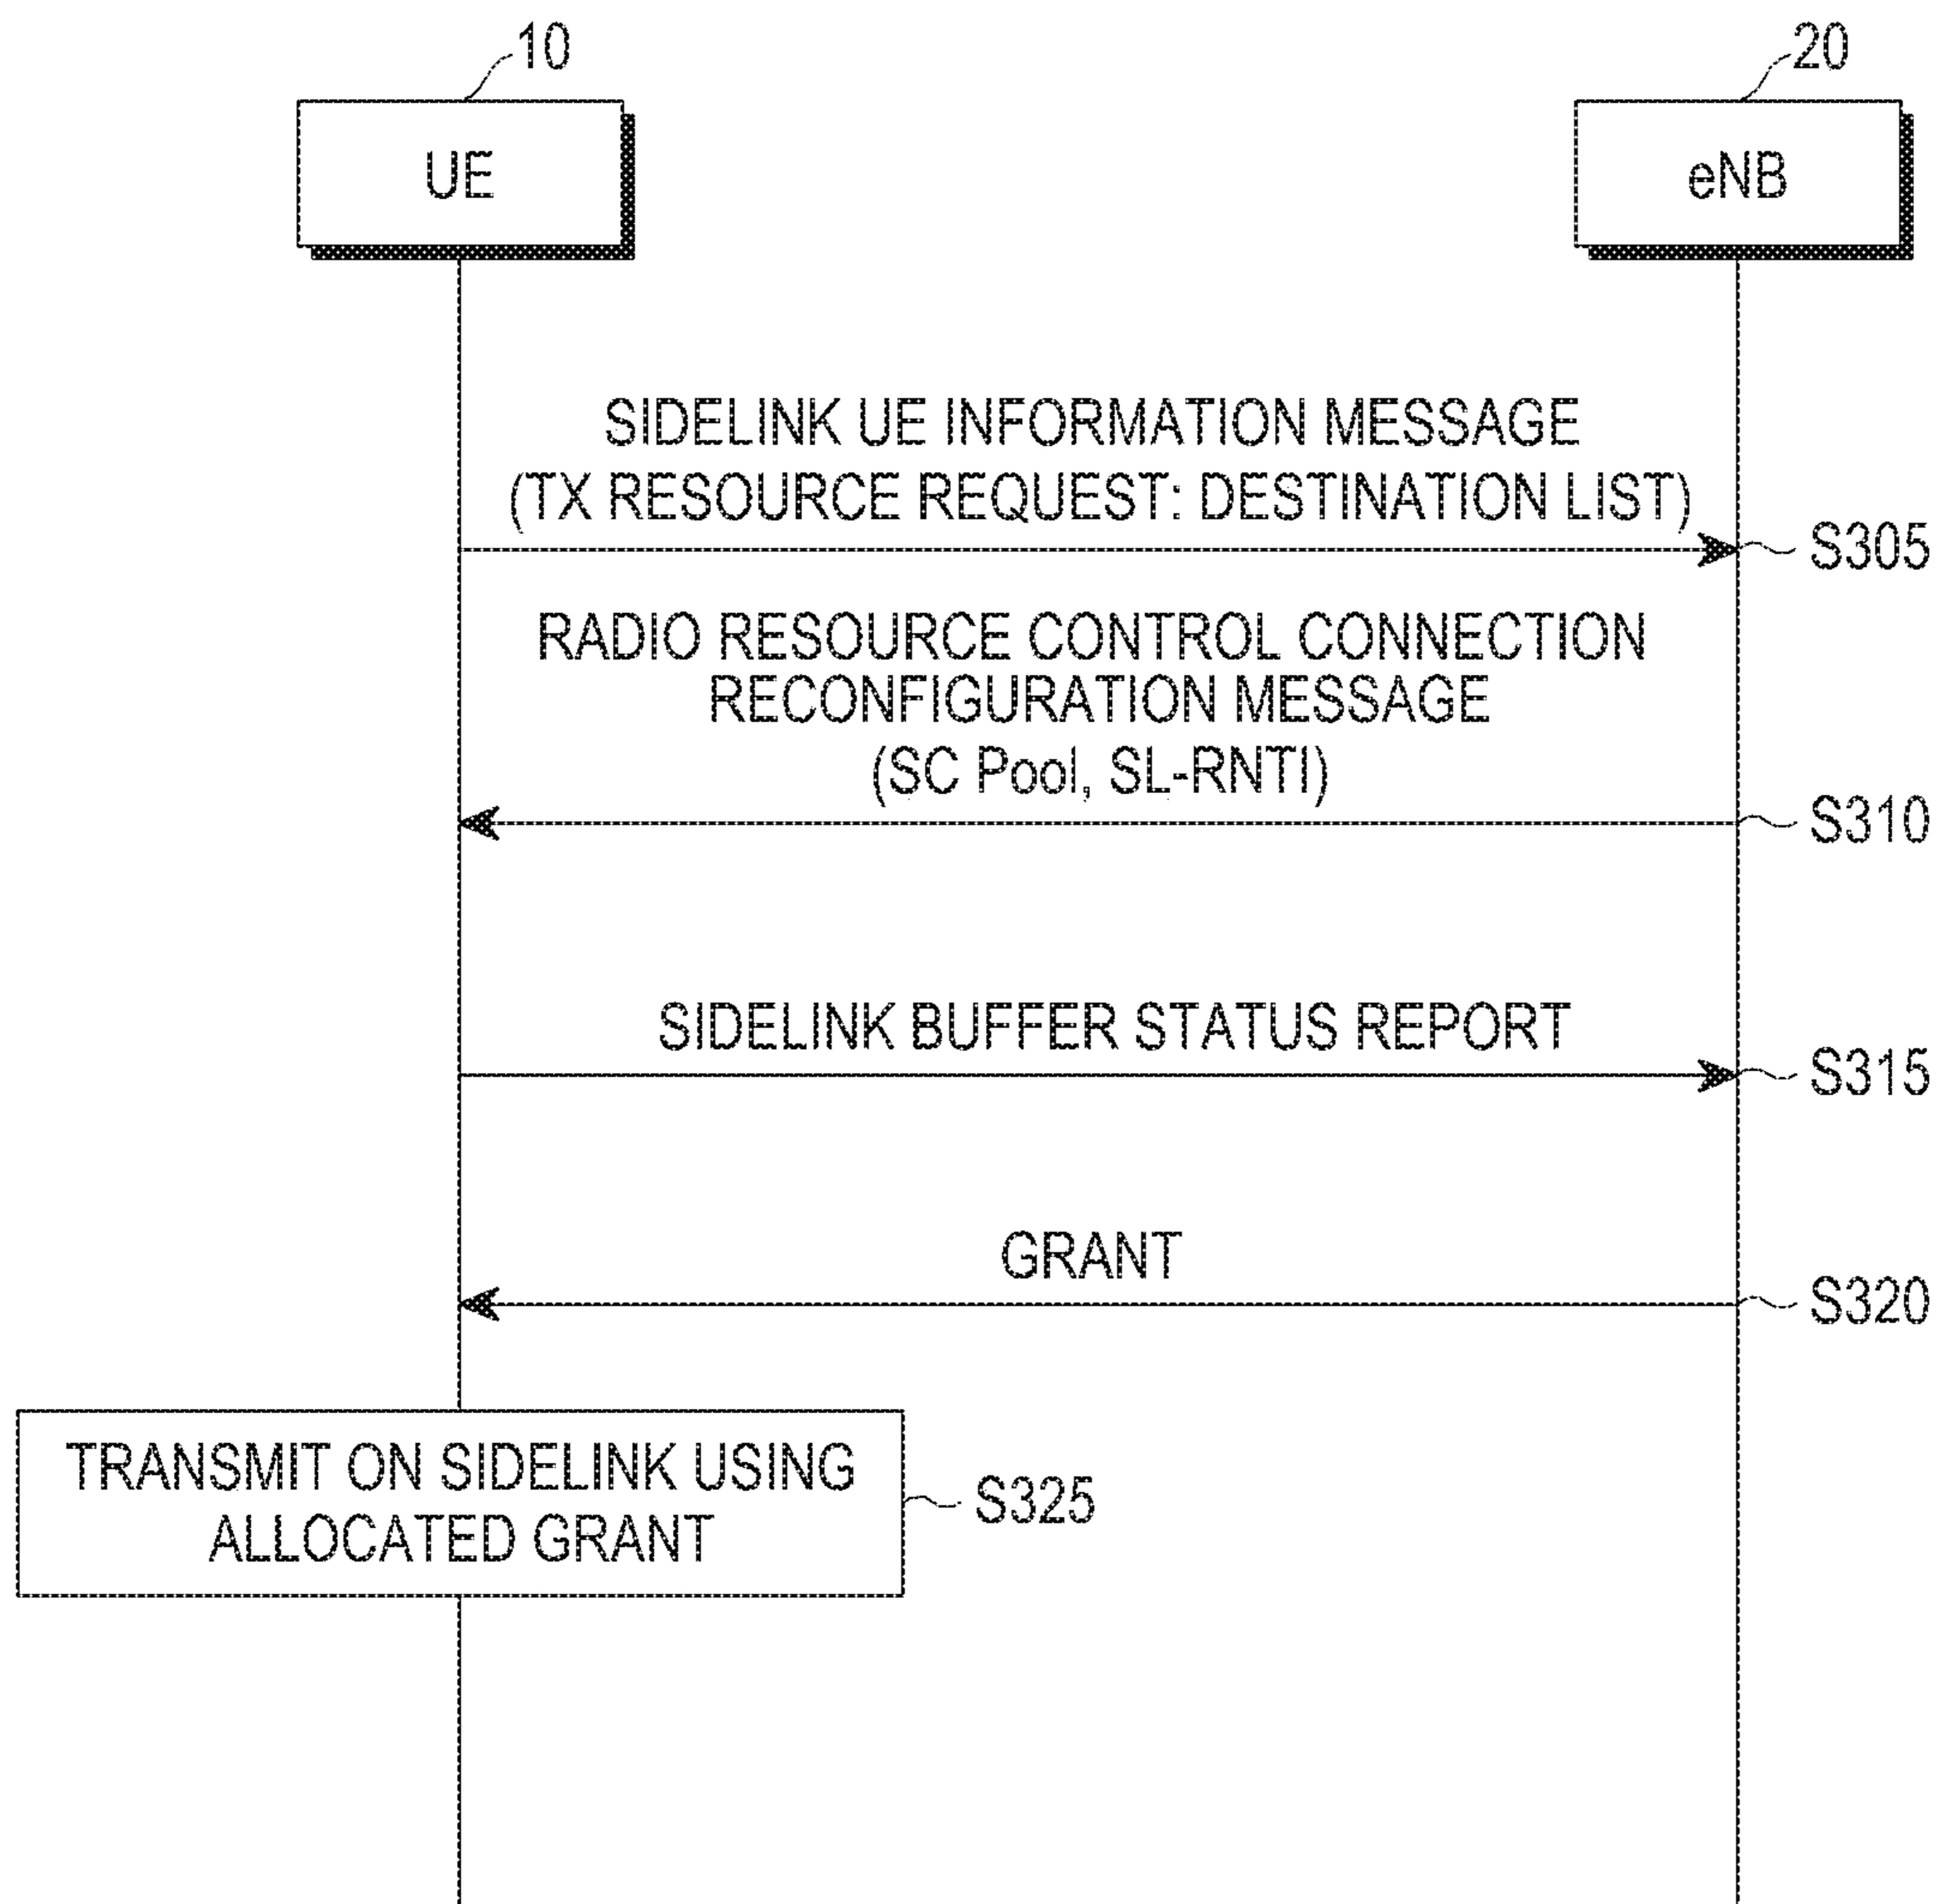 10
20
UE
eNB
SIDELINK UE INFORMATION MESSAGE
(TX RESOURCE REQUEST: DESTINATION LIST)
S305
RADIO RESOURCE CONTROL CONNECTION
RECONFIGURATION MESSAGE
(SC Pool, SL-RNTI)
S310
SIDELINK BUFFER STATUS REPORT
S315
GRANT
S320
TRANSMIT ON SIDELINK USING
ALLOCATED GRANT
S325